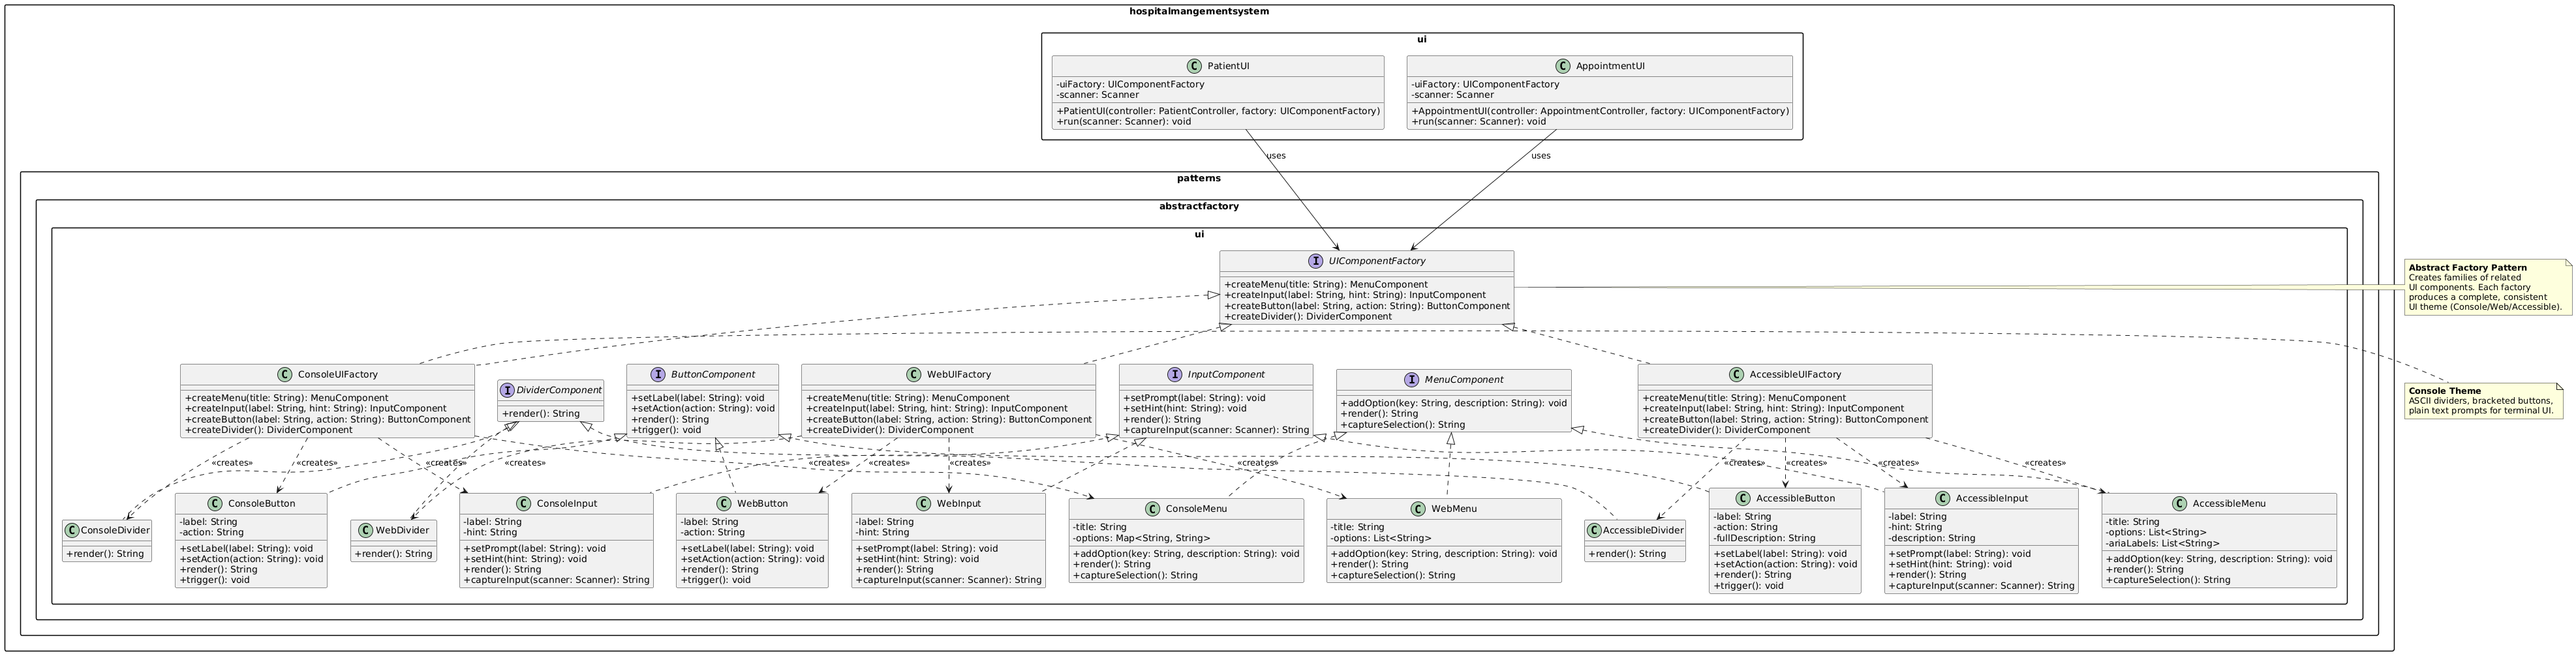 hospitalmangementsystem
ui
C PatientUI
-uiFactory: UIComponentFactory
-scanner: Scanner
+PatientUI(controller: PatientController, factory: UIComponentFactory)
+run(scanner: Scanner): void
C AppointmentUI
-uiFactory: UIComponentFactory
-scanner: Scanner
+AppointmentUI(controller: AppointmentController, factory: UIComponentFactory)
+run(scanner: Scanner): void
uses
uses
patterns
abstractfactory
ui
I UIComponentFactory
+createMenu(title: String): MenuComponent
+createInput(label: String, hint: String): InputComponent
+createButton(label: String, action: String): ButtonComponent
+createDivider(): DividerComponent
Abstract Factory Pattern
Creates families of related
UI components. Each factory
produces a complete, consistent
UI theme (Console/Web/Accessible).
C ConsoleUIFactory
+createMenu(title: String): MenuComponent
+createInput(label: String, hint: String): InputComponent
+createButton(label: String, action: String): ButtonComponent
+createDivider(): DividerComponent
I DividerComponent
+render(): String
I ButtonComponent
+setLabel(label: String): void
+setAction(action: String): void
+render(): String
+trigger(): void
C WebUIFactory
+createMenu(title: String): MenuComponent
+createInput(label: String, hint: String): InputComponent
+createButton(label: String, action: String): ButtonComponent
+createDivider(): DividerComponent
I InputComponent
+setPrompt(label: String): void
+setHint(hint: String): void
+render(): String
+captureInput(scanner: Scanner): String
I MenuComponent
+addOption(key: String, description: String): void
+render(): String
+captureSelection(): String
C AccessibleUIFactory
+createMenu(title: String): MenuComponent
+createInput(label: String, hint: String): InputComponent
+createButton(label: String, action: String): ButtonComponent
+createDivider(): DividerComponent
Console Theme
ASCII dividers, bracketed buttons,
plain text prompts for terminal UI.
«creates»
«creates»
«creates»
«creates»
«creates»
«creates»
«creates»
«creates»
«creates»
«creates»
«creates»
«creates»
C ConsoleDivider
+render(): String
C ConsoleButton
-label: String
-action: String
+setLabel(label: String): void
+setAction(action: String): void
+render(): String
+trigger(): void
C WebDivider
+render(): String
C ConsoleInput
-label: String
-hint: String
+setPrompt(label: String): void
+setHint(hint: String): void
+render(): String
+captureInput(scanner: Scanner): String
C WebButton
-label: String
-action: String
+setLabel(label: String): void
+setAction(action: String): void
+render(): String
+trigger(): void
C WebInput
-label: String
-hint: String
+setPrompt(label: String): void
+setHint(hint: String): void
+render(): String
+captureInput(scanner: Scanner): String
C ConsoleMenu
-title: String
-options: Map<String, String>
+addOption(key: String, description: String): void
+render(): String
+captureSelection(): String
C WebMenu
-title: String
-options: List<String>
+addOption(key: String, description: String): void
+render(): String
+captureSelection(): String
C AccessibleDivider
+render(): String
C AccessibleButton
-label: String
-action: String
-fullDescription: String
+setLabel(label: String): void
+setAction(action: String): void
+render(): String
+trigger(): void
C AccessibleInput
-label: String
-hint: String
-description: String
+setPrompt(label: String): void
+setHint(hint: String): void
+render(): String
+captureInput(scanner: Scanner): String
C AccessibleMenu
-title: String
-options: List<String>
-ariaLabels: List<String>
+addOption(key: String, description: String): void
+render(): String
+captureSelection(): String